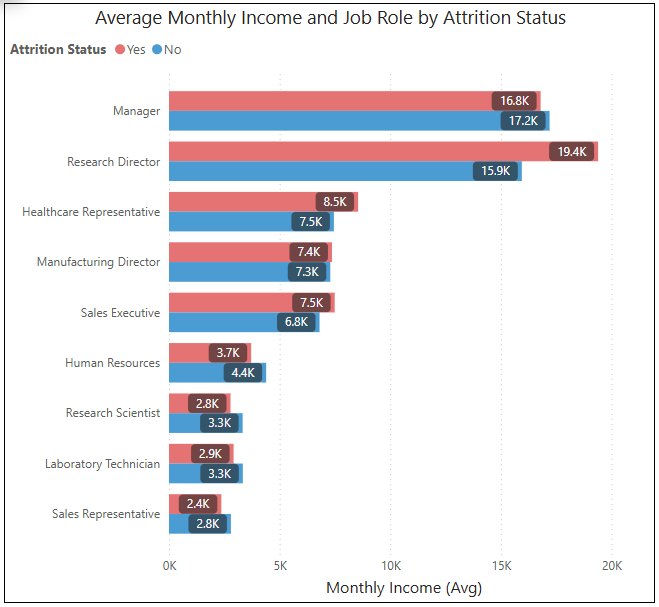 Average Monthly Income and Job Role by Attrition Status
Attrition Status Yes No
Manager 16.8K
17.2K
Research Director 19.4K
15.9K
Healthcare Representative 8.5K
7.5K
Manufacturing Director 7.4K
7.3K
Sales Executive 7.5K
6.8K
Human Resources 3.7K
4.4K
Research Scientist 2.8K
3.3K
Laboratory Technician 2.9K
3.3K
Sales Representative 2.4K
2.8K
0K 5K 10K 15K 20K
Monthly Income (Avg)